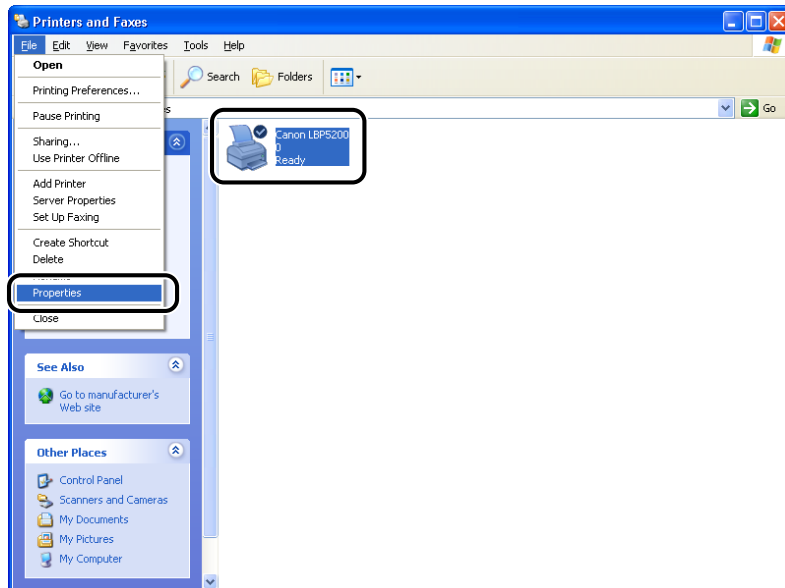 Printers and Faxes
File Edit View Favorites Tools Help
Search Folders
Go
Open
Printing Preferences...
Pause Printing
Sharing...
Use Printer Offline
Add Printer
Server Properties
Set Up Faxing
Create Shortcut
Delete
Properties
Close
Canon LBP5200
0
Ready
See Also
Go to manufacturer's
Web site
Other Places
Control Panel
Scanners and Cameras
My Documents
My Pictures
My Computer